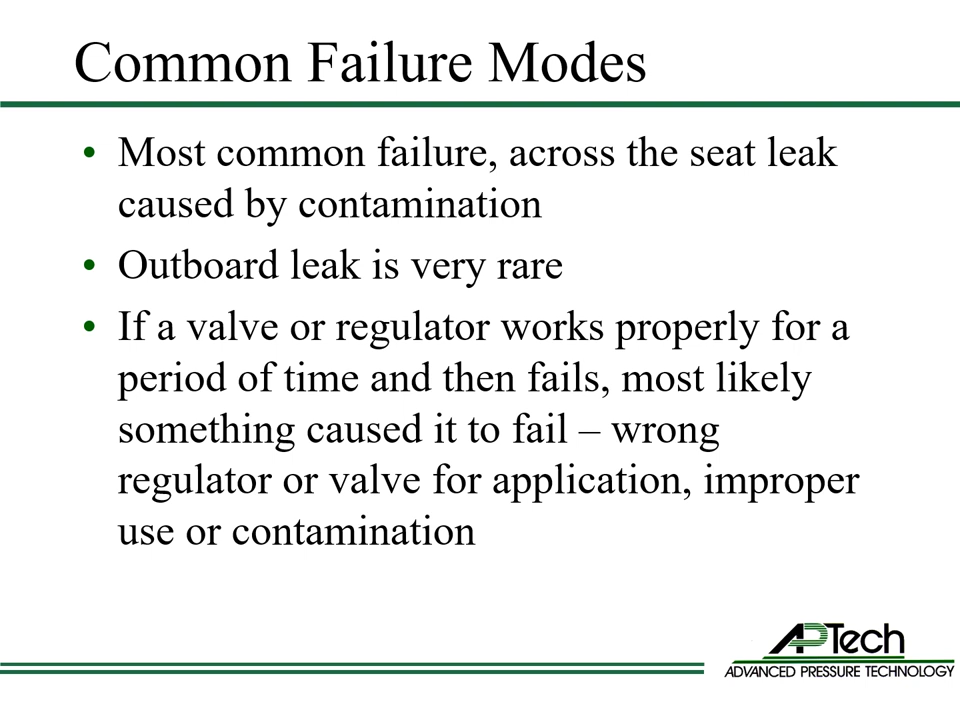 Common Failure Modes
• Most common failure, across the seat leak
caused by contamination
• Outboard leak is very rare
• If a valve or regulator works properly for a
period of time and then fails, most likely
something caused it to fail – wrong
regulator or valve for application, improper
use or contamination
APTech
ADVANCED PRESSURE TECHNOLOGY